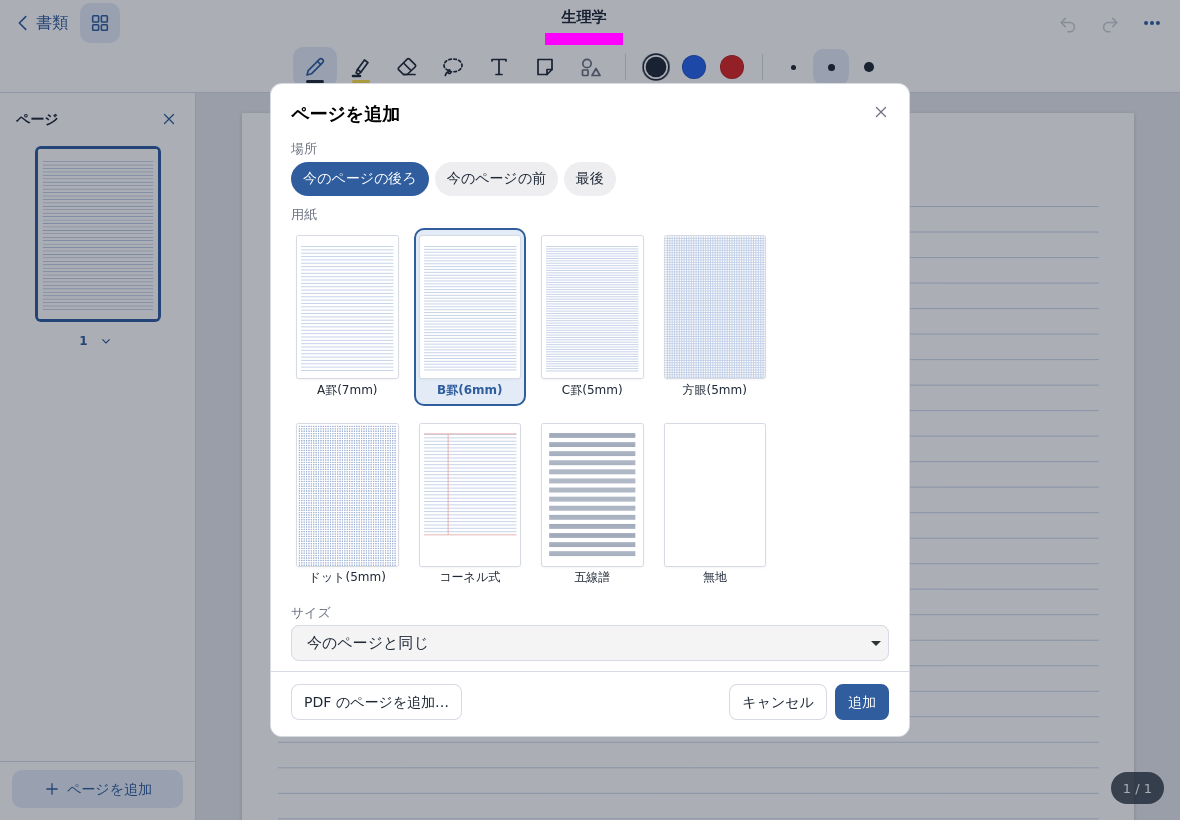 書類
生理学
ページ
1
ページを追加
ページを追加
場所
今のページの後ろ
今のページの前
最後
用紙
A罫(7mm)
B罫(6mm)
C罫(5mm)
方眼(5mm)
ドット(5mm)
コーネル式
五線譜
無地
サイズ
今のページと同じ
PDF のページを追加…
キャンセル
追加
1 / 1